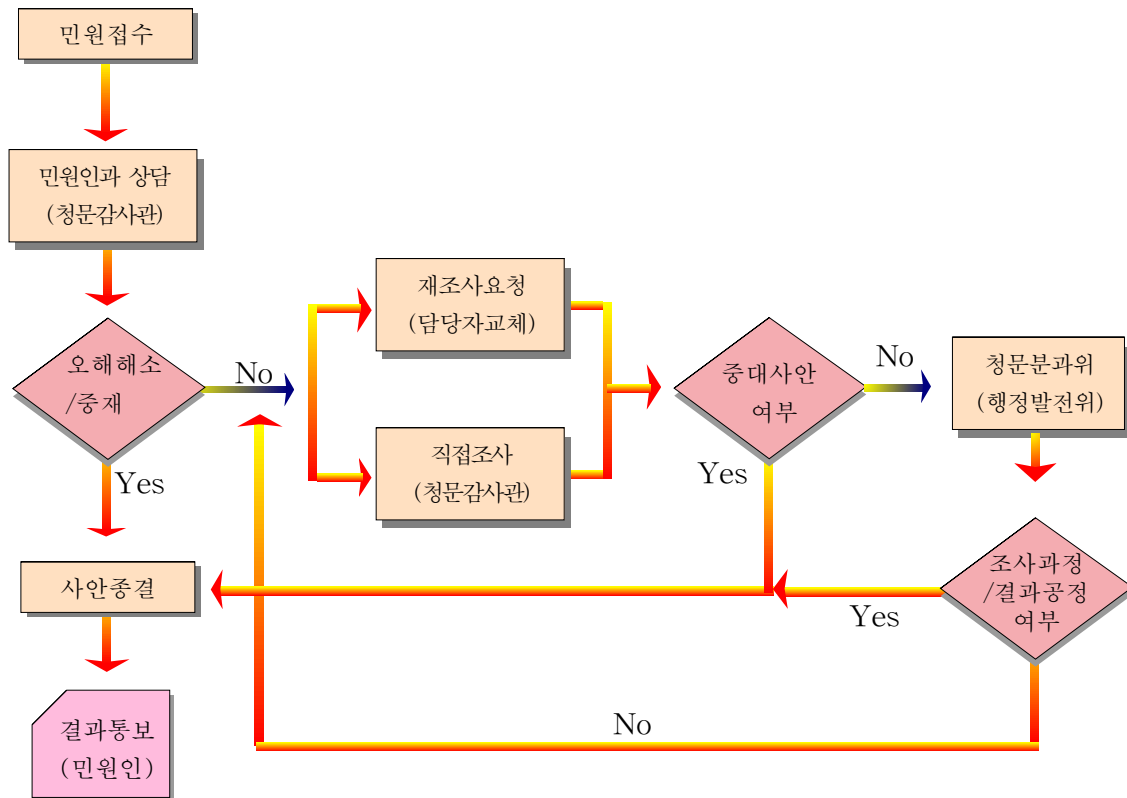 민원접수
민원인과 상담
(청문감사관)
오해해소
/중재
No
Yes
재조사요청
(담당자교체)
직접조사
(청문감사관)
중대사안
여부
No
Yes
청문분과위
(행정발전위)
조사과정
/결과공정
여부
Yes
No
사안종결
결과통보
(민원인)